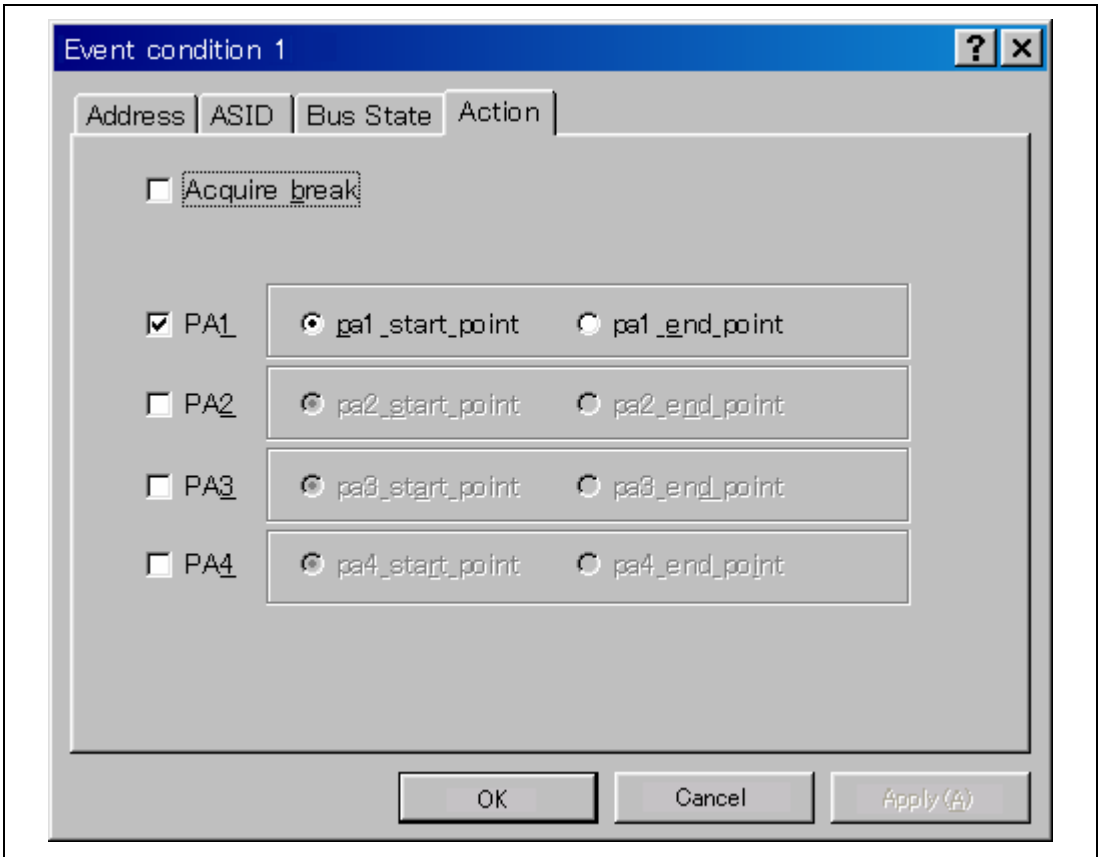 Event condition 1
Address ASID Bus State Action
Acquire break
PA1 pa1_start_point pa1_end_point
PA2 pa2_start_point pa2_end_point
PA3 pa3_start_point pa3_end_point
PA4 pa4_start_point pa4_end_point
OK Cancel Apply(A)